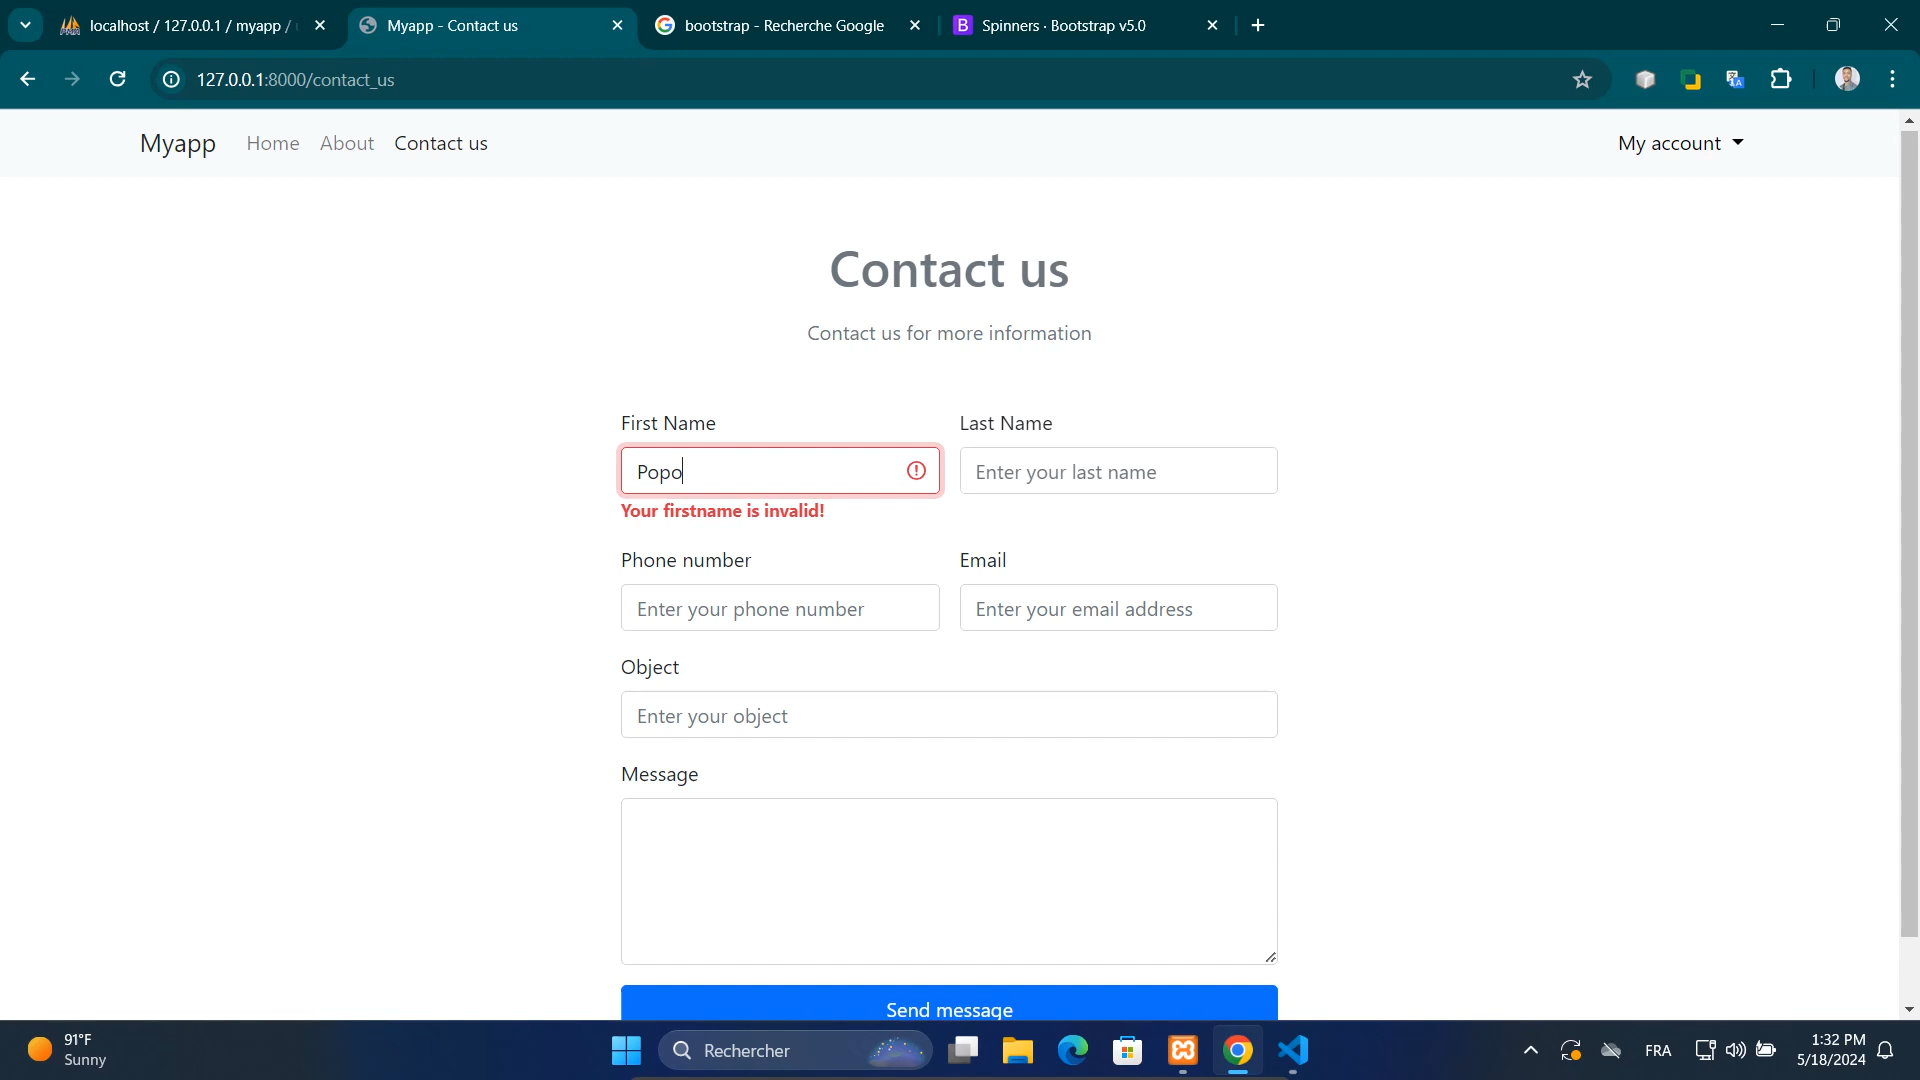 localhost / 127.0.0.1 / myapp /
Myapp - Contact us
bootstrap - Recherche Google
B Spinners · Bootstrap v5.0
127.0.0.1:8000/contact_us
Myapp Home About Contact us My account
Contact us
Contact us for more information
First Name Last Name
Popo Enter your last name
Your firstname is invalid!
Phone number Email
Enter your phone number Enter your email address
Object
Enter your object
Message
Send message
91°F
Sunny
Rechercher
FRA
1:32 PM
5/18/2024